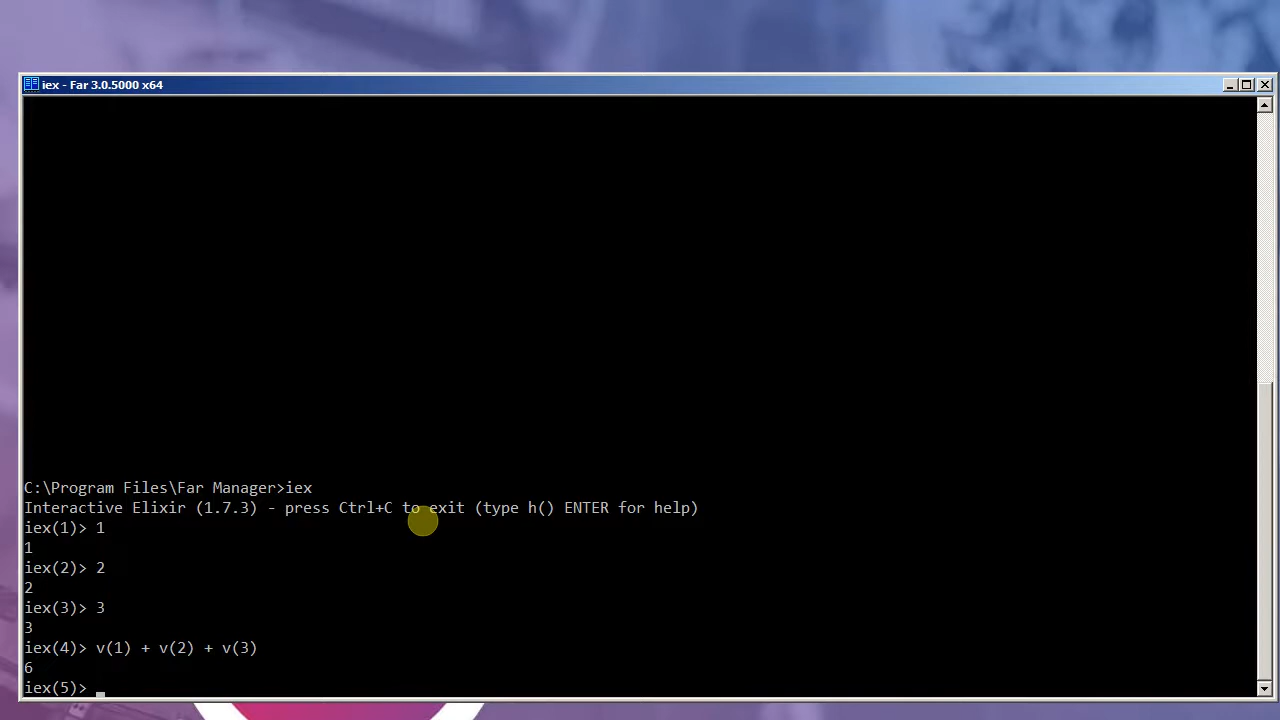 iex - Far 3.0.5000 x64
C:\Program Files\Far Manager>iex
Interactive Elixir (1.7.3) - press Ctrl+C to exit (type h() ENTER for help)
iex(1)> 1
1
iex(2)> 2
2
iex(3)> 3
3
iex(4)> v(1) + v(2) + v(3)
6
iex(5)>